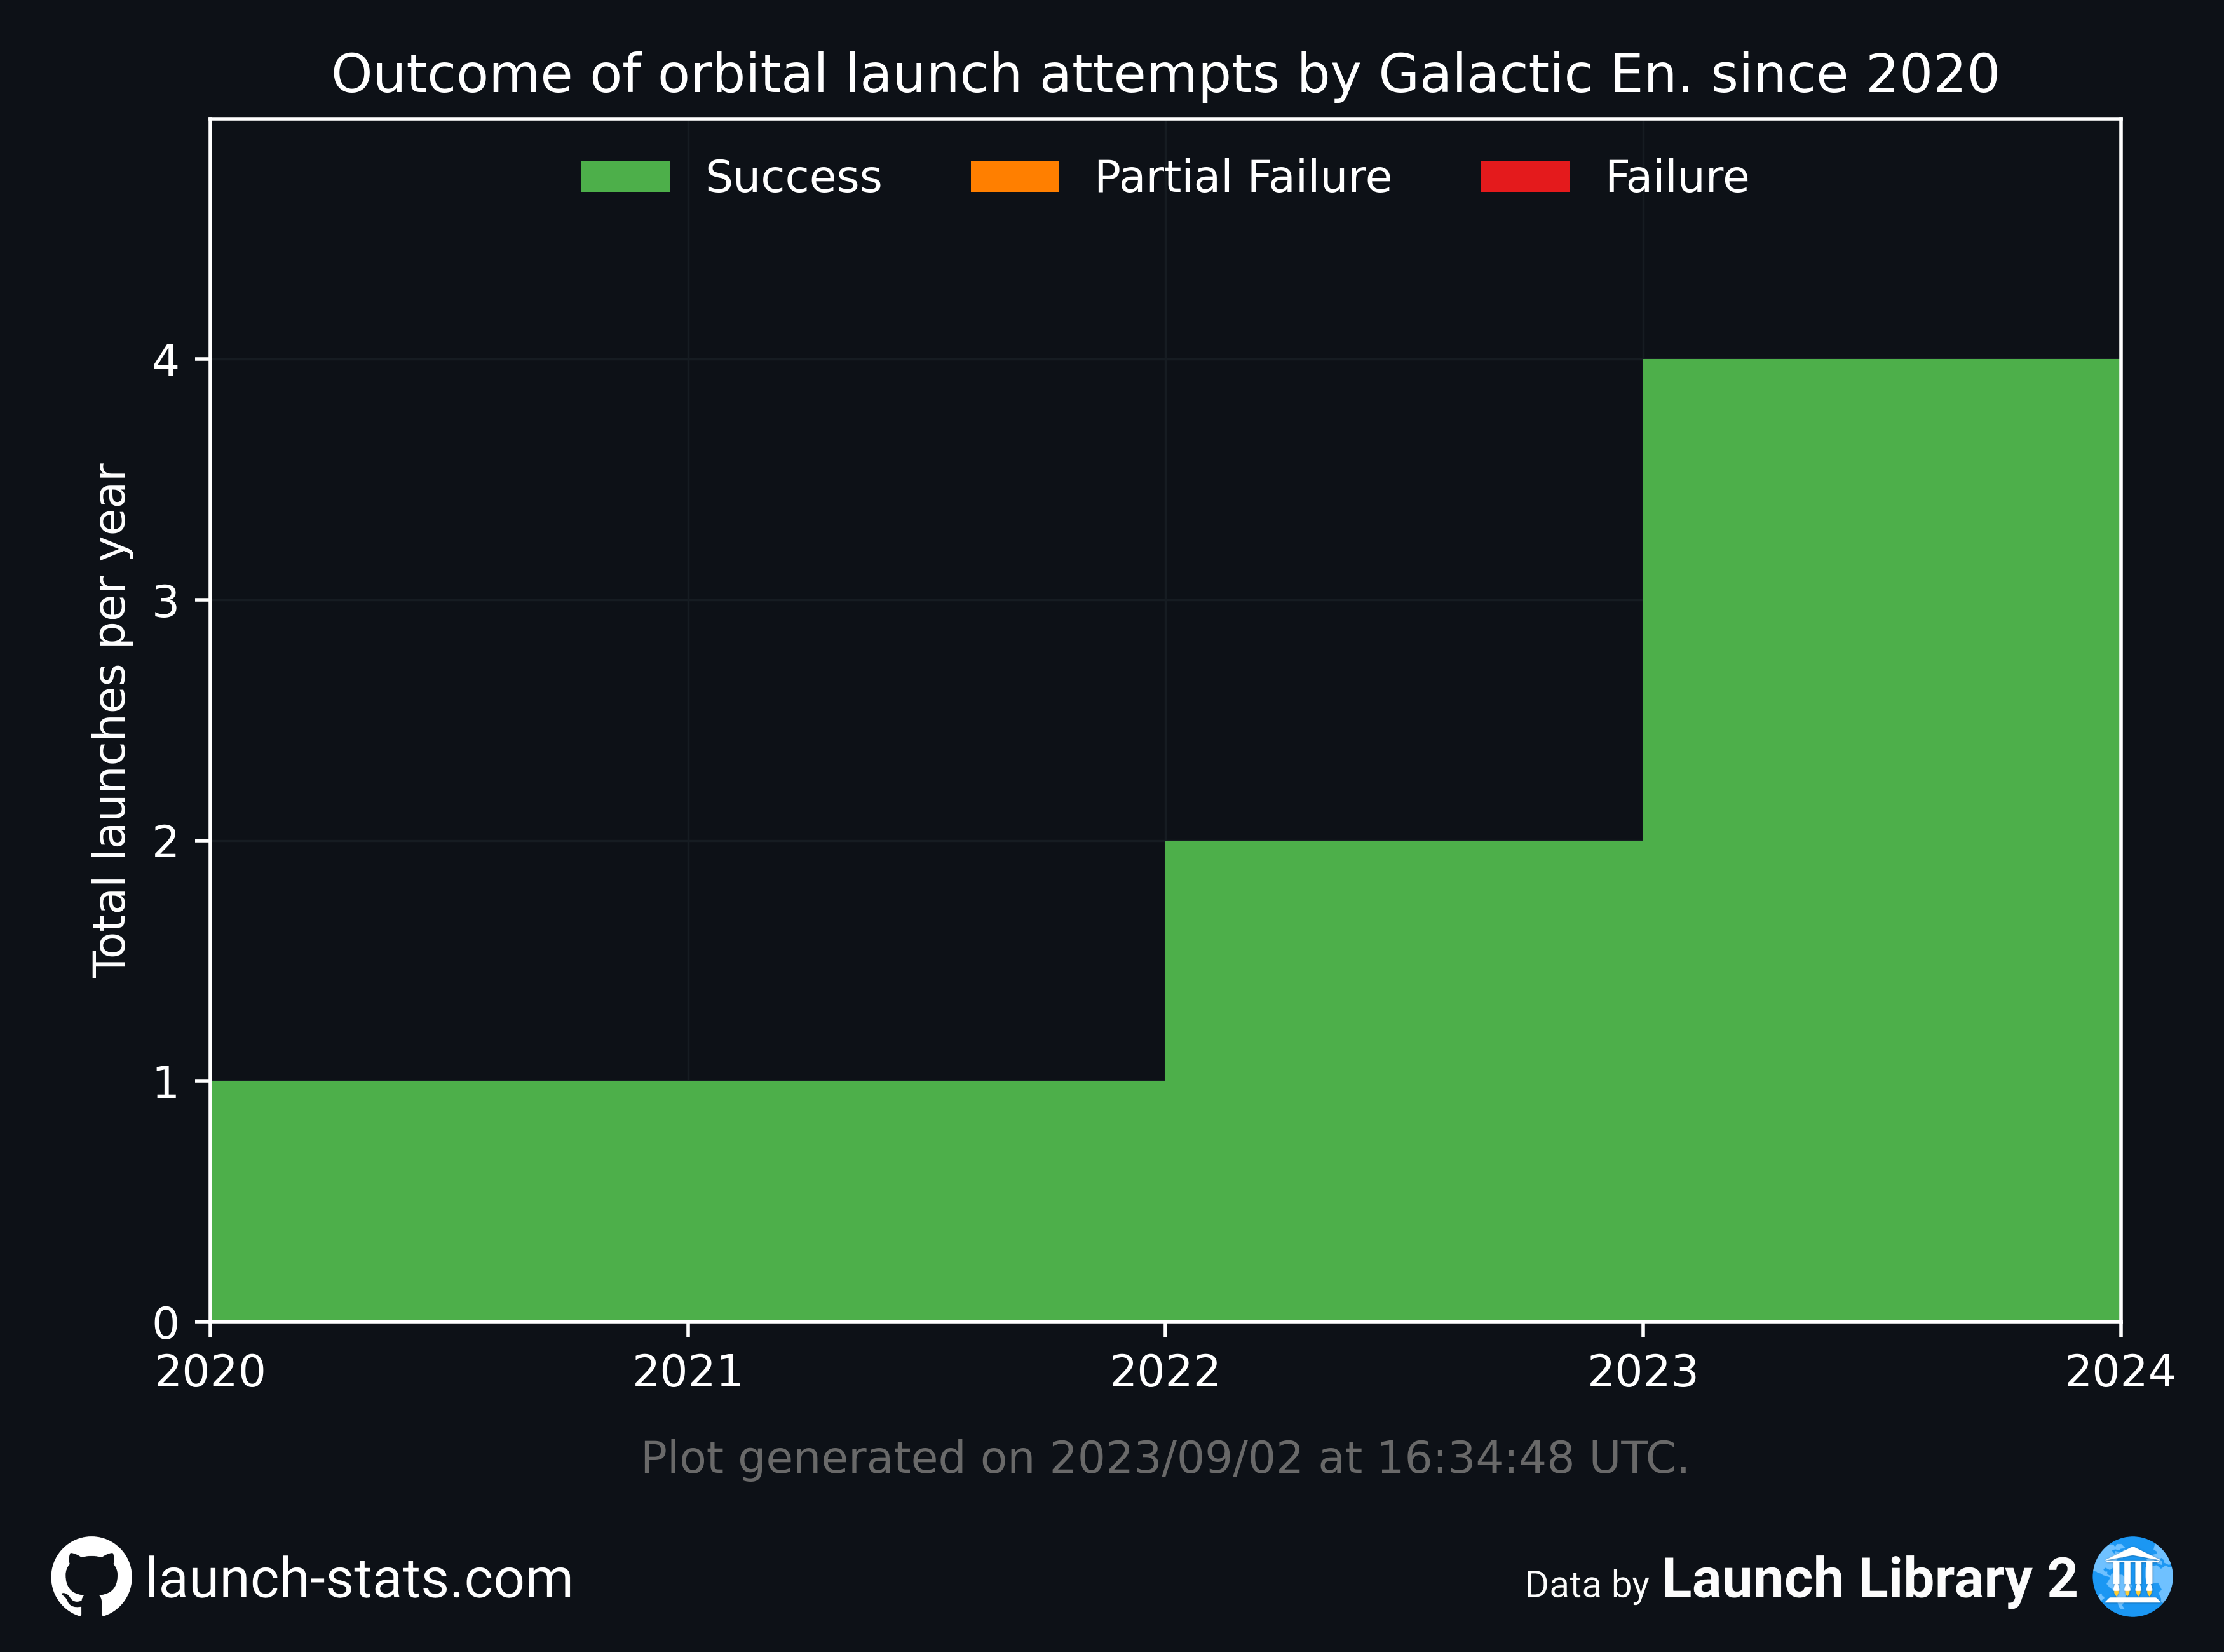 Outcome of orbital launch attempts by Galactic En. since 2020
Success
Partial Failure
Failure
Total launches per year
4
3
2
1
0
2020
2021
2022
2023
2024
Plot generated on 2023/09/02 at 16:34:48 UTC.
launch-stats.com
Data by Launch Library 2